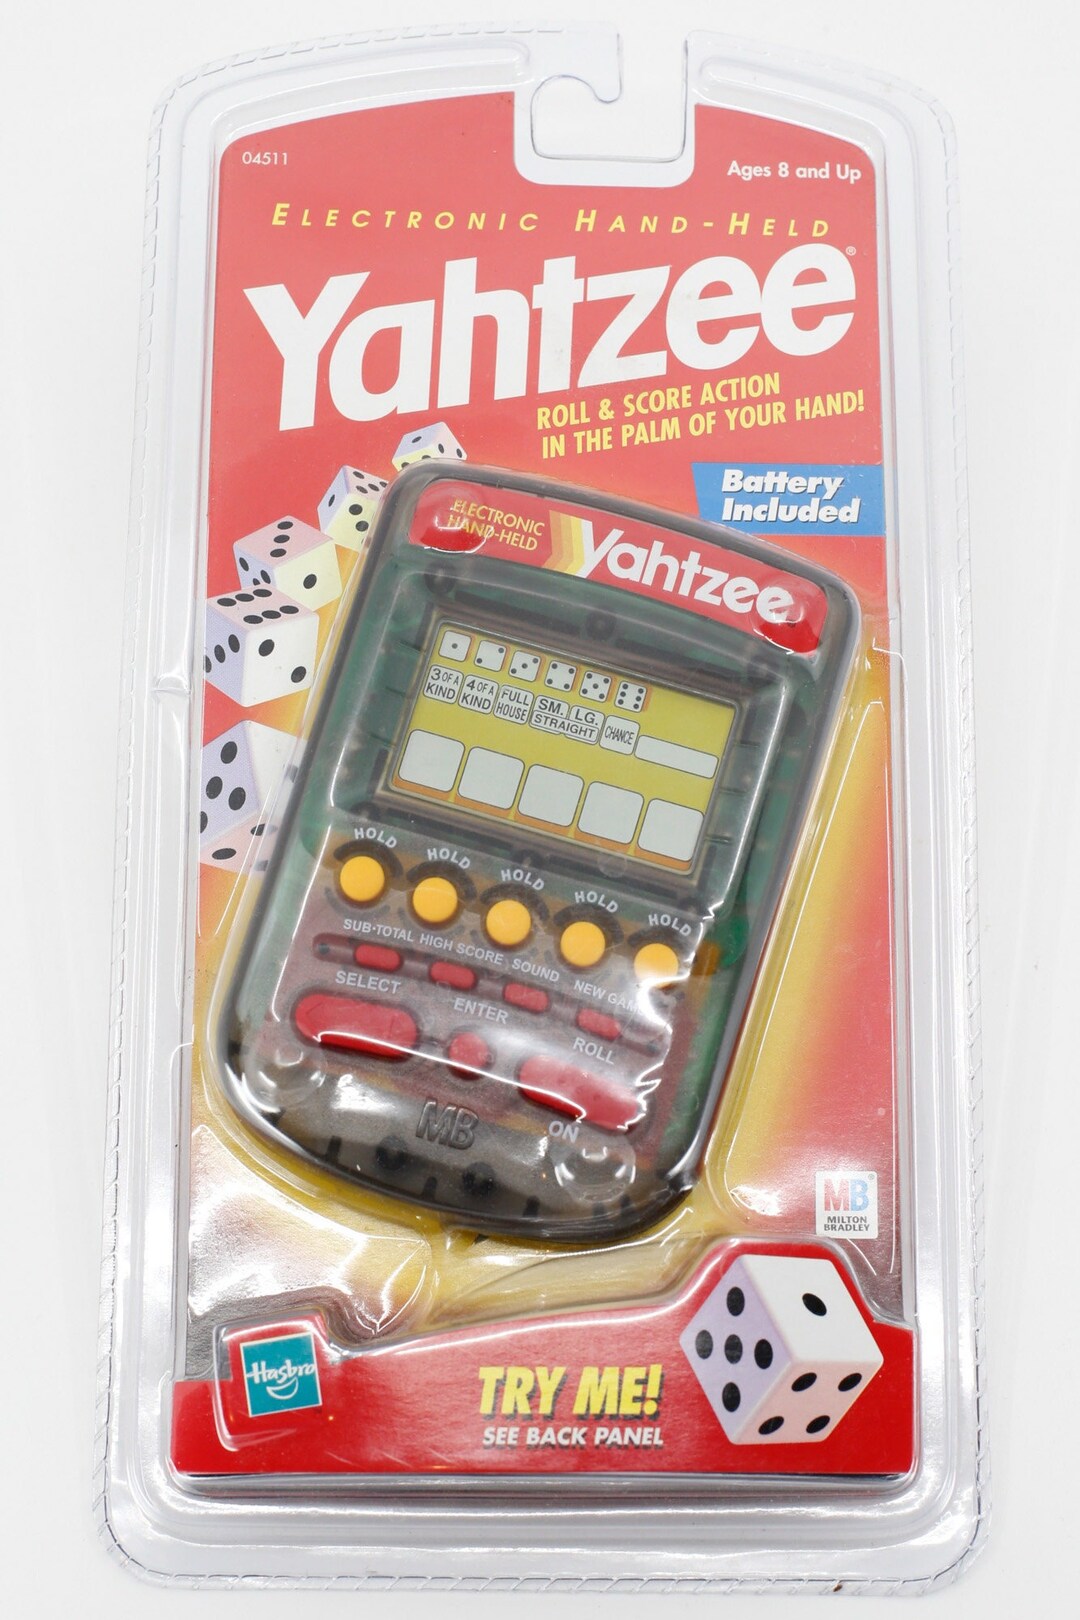 04511
Ages 8 and Up
ELECTRONIC HAND-HELD
Yahtzee®
ROLL & SCORE ACTION
IN THE PALM OF YOUR HAND!
Battery
Included
ELECTRONIC
HAND-HELD
Yahtzee
3 OF A KIND
4 OF A KIND
FULL HOUSE
SM. LG.
STRAIGHT
CHANCE
HOLD HOLD HOLD HOLD HOLD
SUB-TOTAL HIGH SCORE SOUND NEW GAME
SELECT ENTER ROLL
MB
ON
MB®
MILTON
BRADLEY
Hasbro
TRY ME!
SEE BACK PANEL